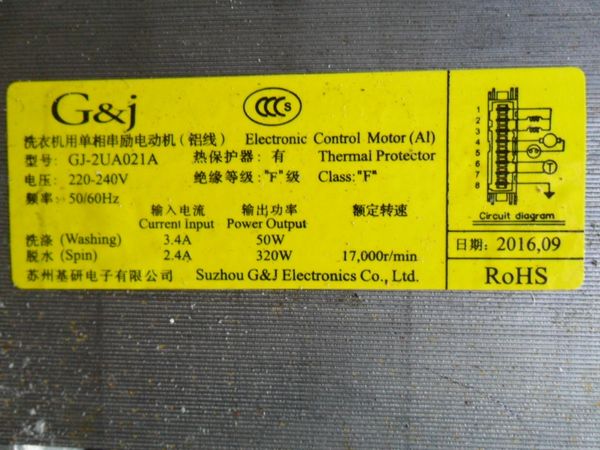 G&j
CCC S
洗衣机用单相串励电动机（铝线） Electronic Control Motor (Al)
型号: GJ-2UA021A 热保护器: 有 Thermal Protector
电压: 220-240V 绝缘等级: "F"级 Class: "F"
频率: 50/60Hz
输入电流 输出功率 额定转速
Current Input Power Output
洗涤 (Washing) 3.4A 50W
脱水 (Spin) 2.4A 320W 17,000r/min
苏州基研电子有限公司 Suzhou G&J Electronics Co., Ltd.
1
2
3
4
5
6
7
8
M
T
Circuit diagram
日期: 2016,09
RoHS